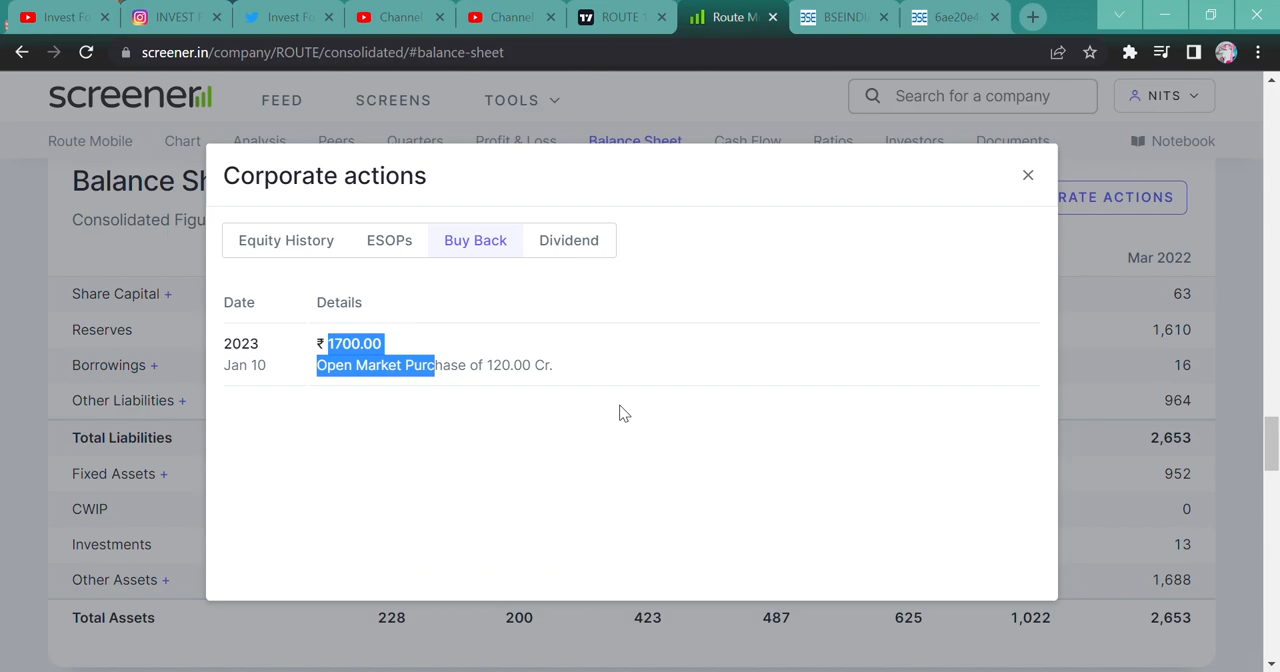 Invest Fo
INVEST F
Invest Fo
Channel
Channel
ROUTE 1
Route M
BSEINDI
6ae20e4
screener.in/company/ROUTE/consolidated/#balance-sheet
screener
FEED
SCREENS
TOOLS
Search for a company
NITS
Route Mobile
Chart
Analysis
Peers
Quarters
Profit & Loss
Balance Sheet
Cash Flow
Ratios
Investors
Documents
Notebook
Balance Sh
Consolidated Figu
RATE ACTIONS
Corporate actions
Equity History
ESOPs
Buy Back
Dividend
Date
Details
2023
₹ 1700.00
Jan 10
Open Market Purchase of 120.00 Cr.
Mar 2022
Share Capital +
63
Reserves
1,610
Borrowings +
16
Other Liabilities +
964
Total Liabilities
2,653
Fixed Assets +
952
CWIP
0
Investments
13
Other Assets +
1,688
Total Assets
228
200
423
487
625
1,022
2,653